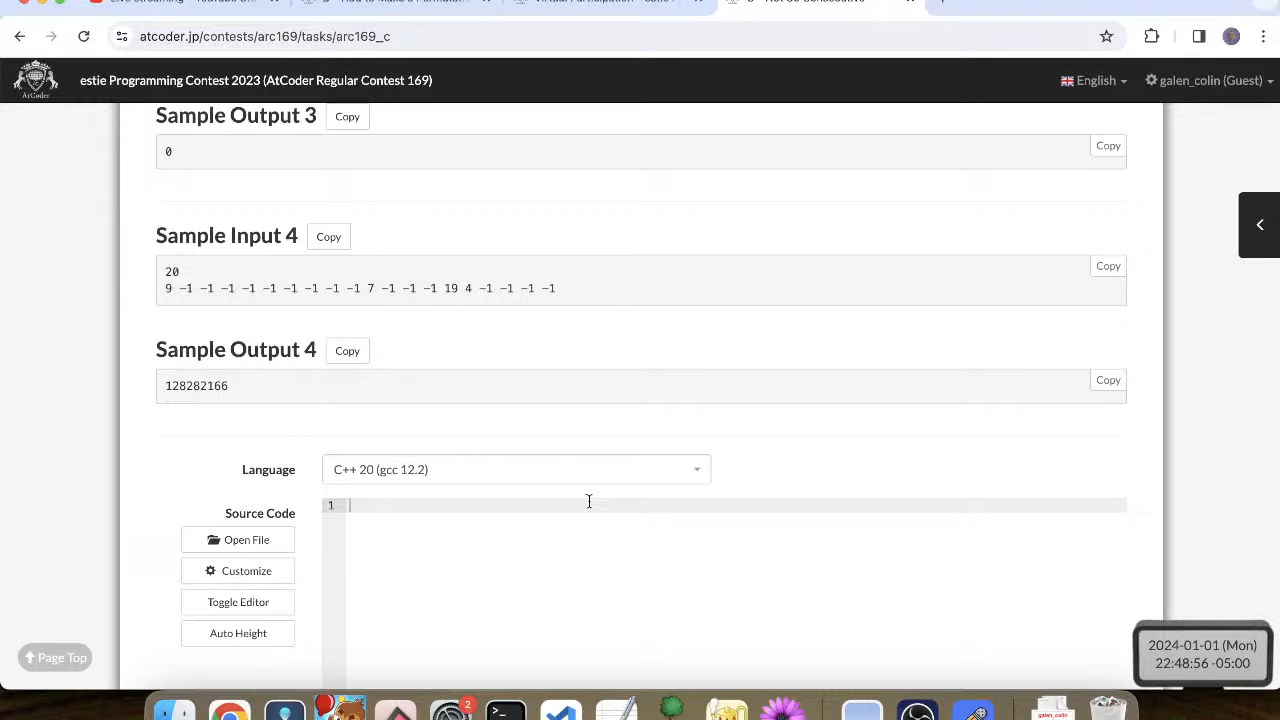 atcoder.jp/contests/arc169/tasks/arc169_c
AtCoder
estie Programming Contest 2023 (AtCoder Regular Contest 169)
English
galen_colin (Guest)
Sample Output 3
Copy
Copy
0
Sample Input 4
Copy
Copy
20
9 -1 -1 -1 -1 -1 -1 -1 -1 -1 7 -1 -1 -1 19 4 -1 -1 -1 -1
Sample Output 4
Copy
Copy
128282166
Language
C++ 20 (gcc 12.2)
Source Code
1
Open File
Customize
Toggle Editor
Auto Height
Page Top
2024-01-01 (Mon)
22:48:56 -05:00
2
galen_colin